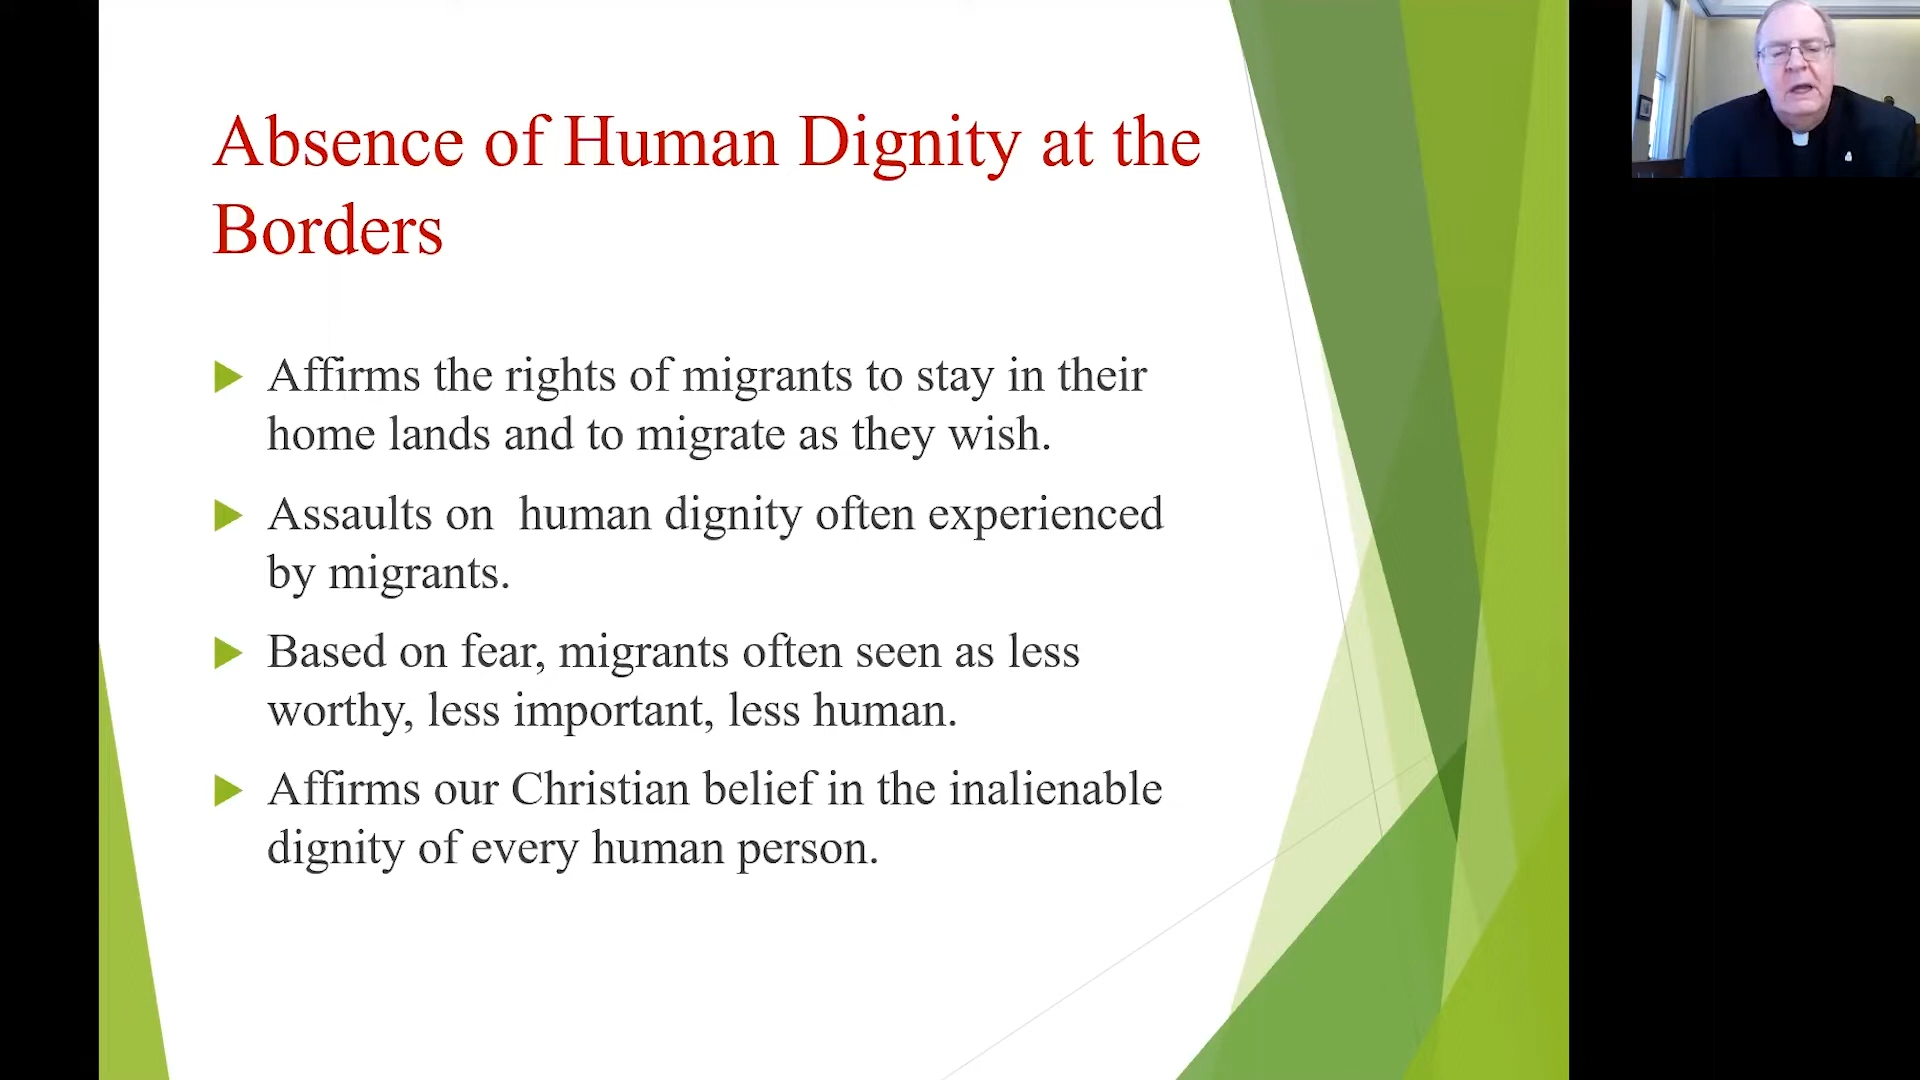 Absence of Human Dignity at the
Borders
Affirms the rights of migrants to stay in their
home lands and to migrate as they wish.
Assaults on  human dignity often experienced
by migrants.
Based on fear, migrants often seen as less
worthy, less important, less human.
Affirms our Christian belief in the inalienable
dignity of every human person.